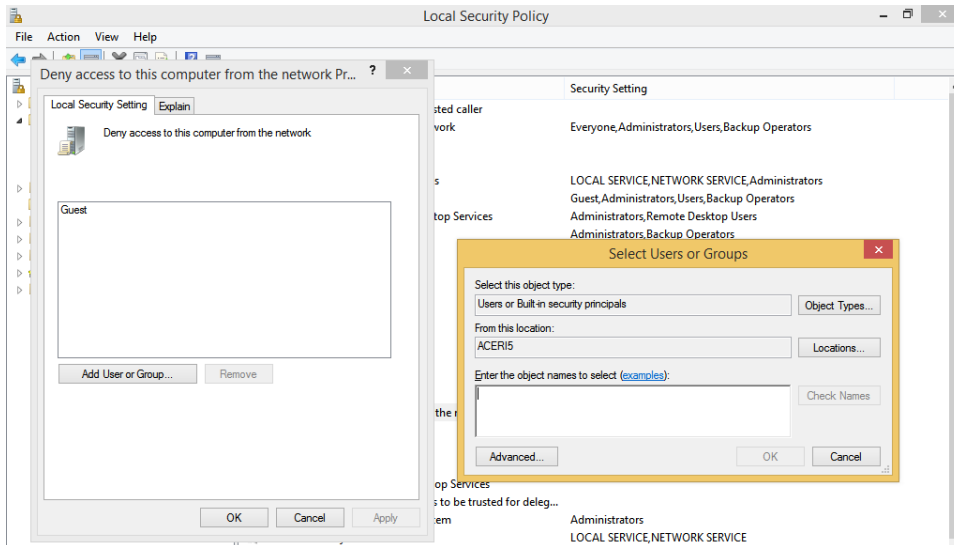 Local Security Policy
File Action View Help
Deny access to this computer from the network Pr...
?
Local Security Setting Explain
Deny access to this computer from the network
Guest
Add User or Group... Remove
OK Cancel Apply
Security Setting
sted caller
work Everyone,Administrators,Users,Backup Operators
s LOCAL SERVICE,NETWORK SERVICE,Administrators
Guest,Administrators,Users,Backup Operators
top Services Administrators,Remote Desktop Users
Administrators,Backup Operators
Select Users or Groups
Select this object type:
Users or Built-in security principals Object Types...
From this location:
ACERI5 Locations...
Enter the object names to select (examples):
Check Names
Advanced... OK Cancel
the r
op Services
s to be trusted for deleg...
tem Administrators
LOCAL SERVICE,NETWORK SERVICE